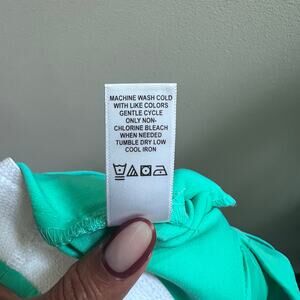 MACHINE WASH COLD
WITH LIKE COLORS
GENTLE CYCLE
ONLY NON-
CHLORINE BLEACH
WHEN NEEDED
TUMBLE DRY LOW
COOL IRON